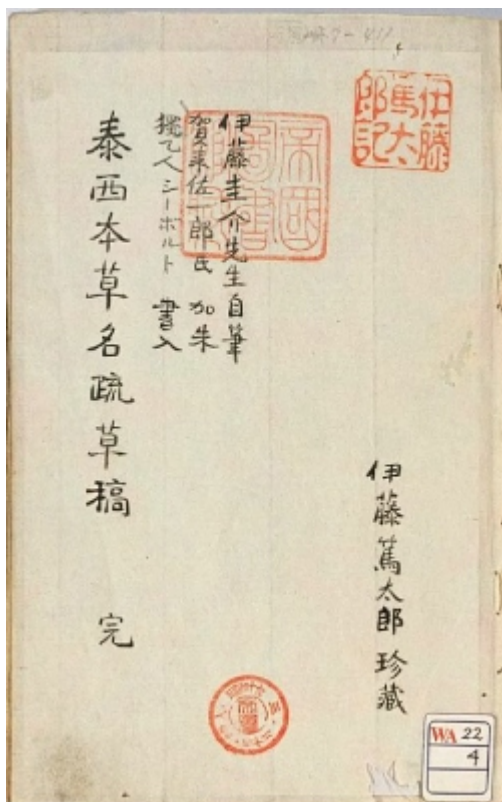 伊藤篤太郎記
伊藤篤太郎珍藏
伊藤圭介先生自筆
賀来佐一郎氏 加朱
獨乙人シーボルト 書入
泰西本草名疏草稿 完
WA 22
4